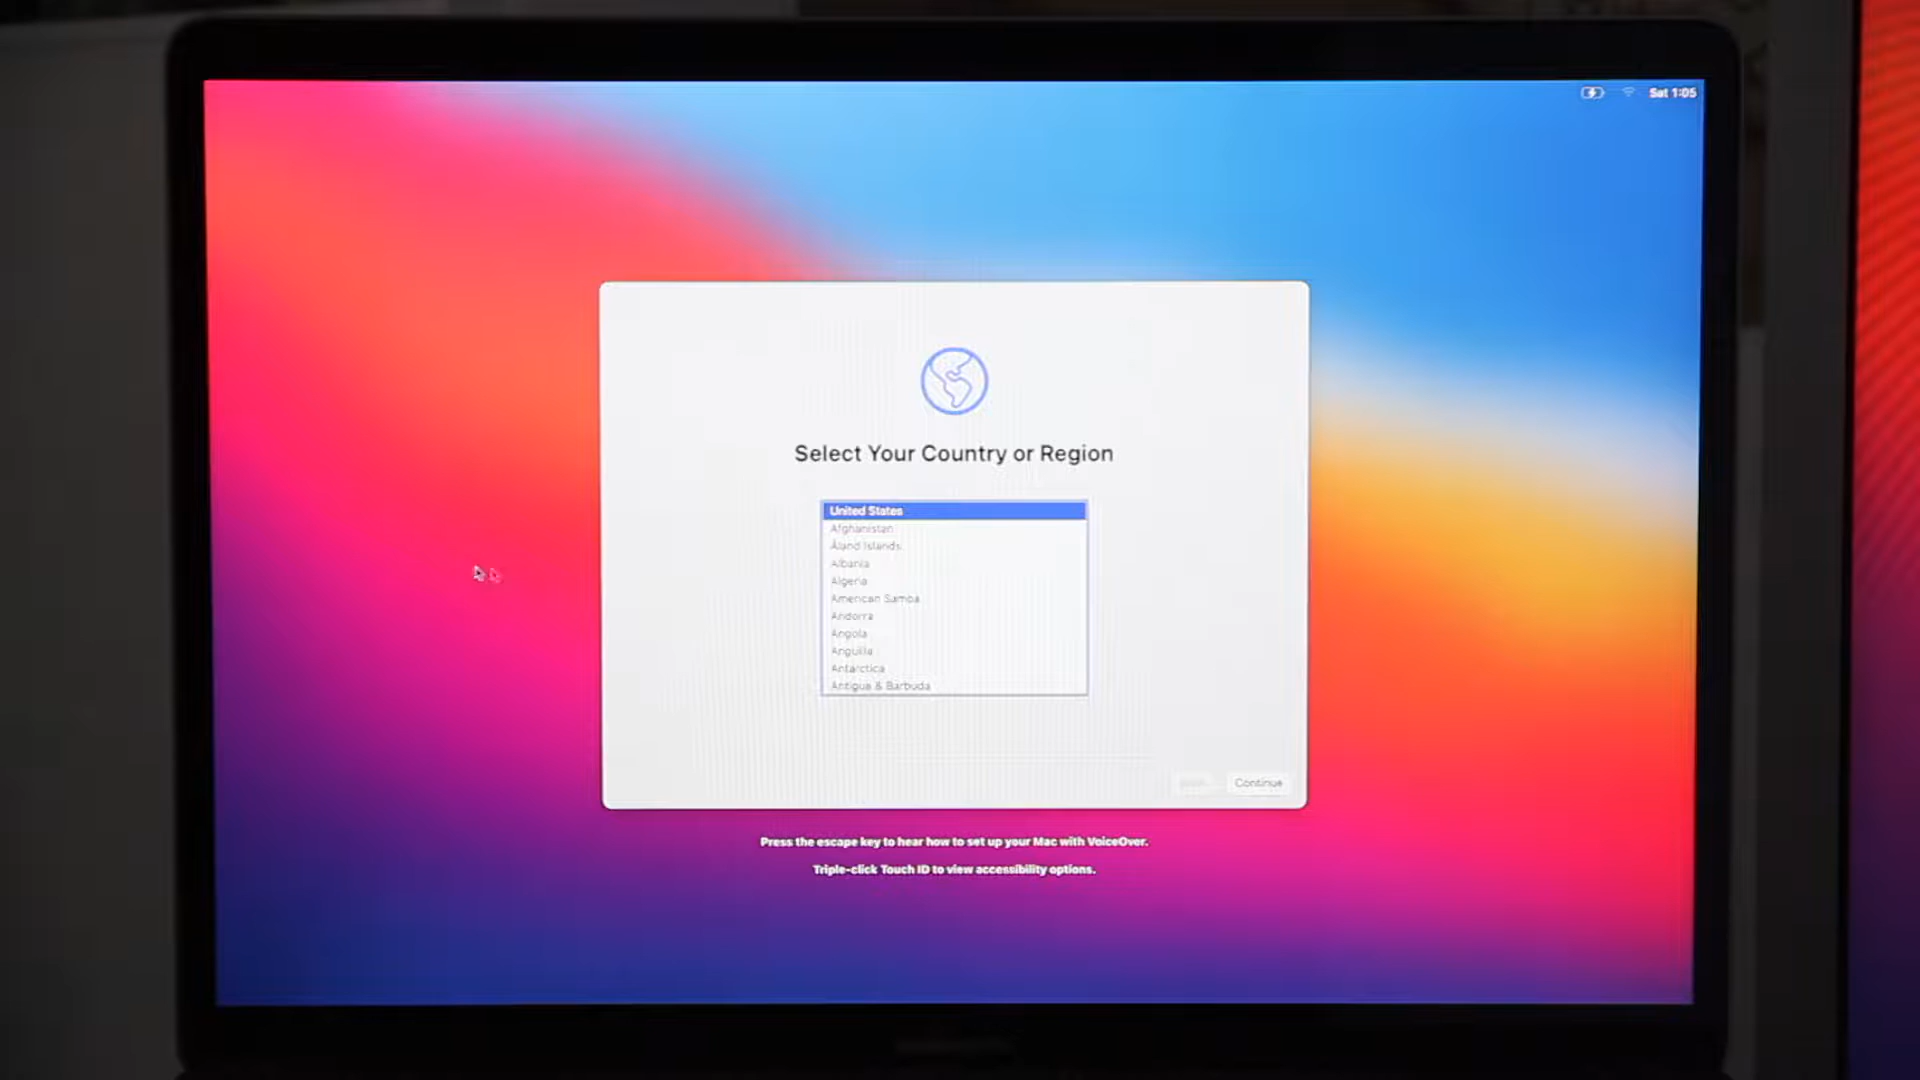 Sat 1:05
Select Your Country or Region
United States
Afghanistan
Åland Islands
Albania
Algeria
American Samoa
Andorra
Angola
Anguilla
Antarctica
Antigua & Barbuda
Continue
Press the escape key to hear how to set up your Mac with VoiceOver.
Triple-click Touch ID to view accessibility options.